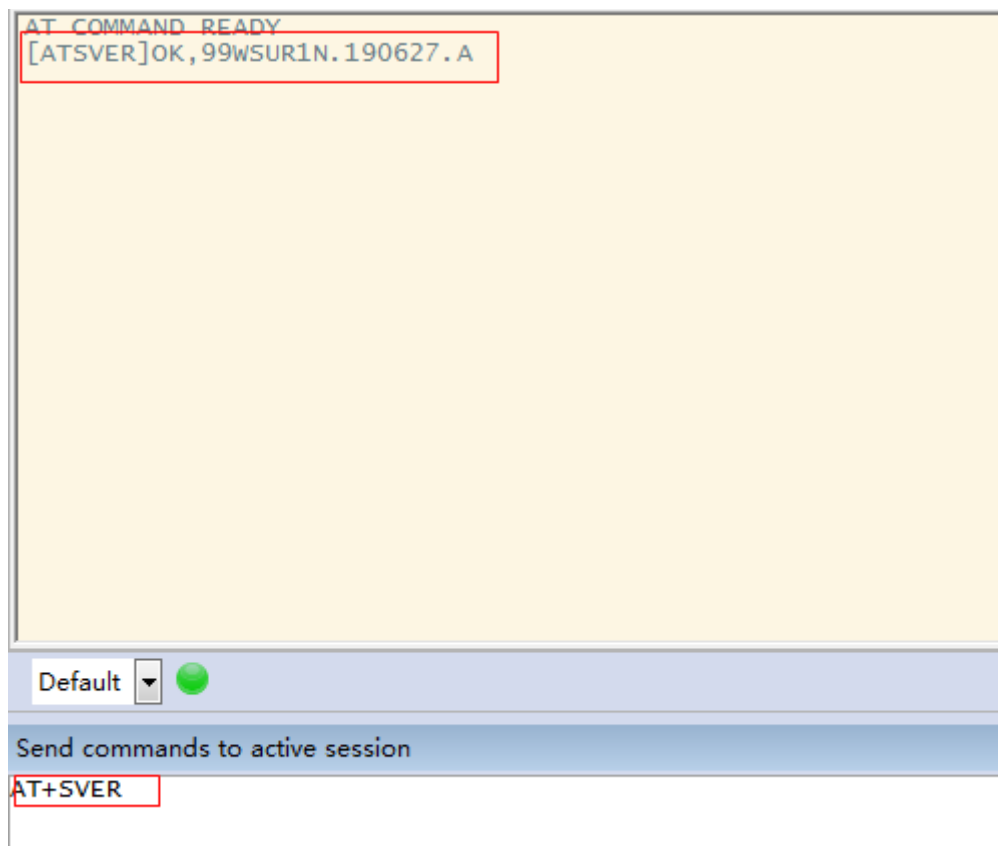 AT COMMAND READY
[ATSVER]OK,99WSUR1N.190627.A
Default
Send commands to active session
AT+SVER